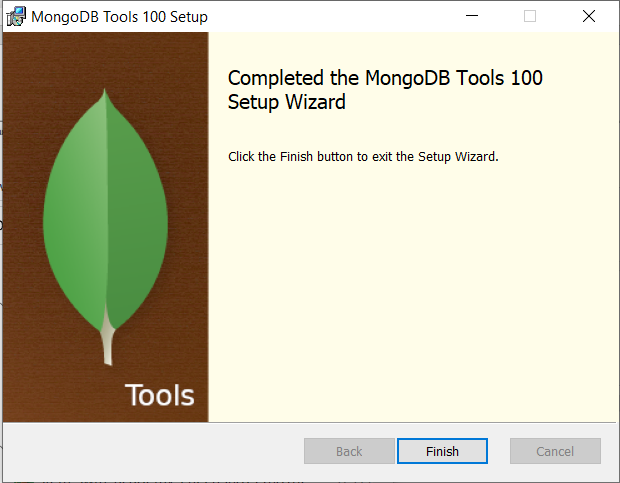 MongoDB Tools 100 Setup
Completed the MongoDB Tools 100
Setup Wizard
Click the Finish button to exit the Setup Wizard.
Tools
Back
Finish
Cancel